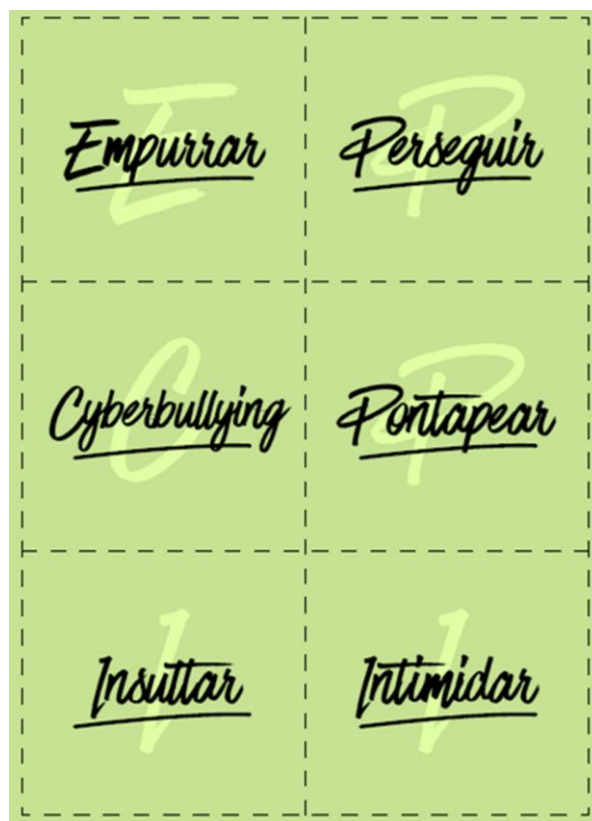 E
Empurrar
P
Perseguir
C
Cyberbullying
P
Pontapear
I
Insultar
I
Intimidar